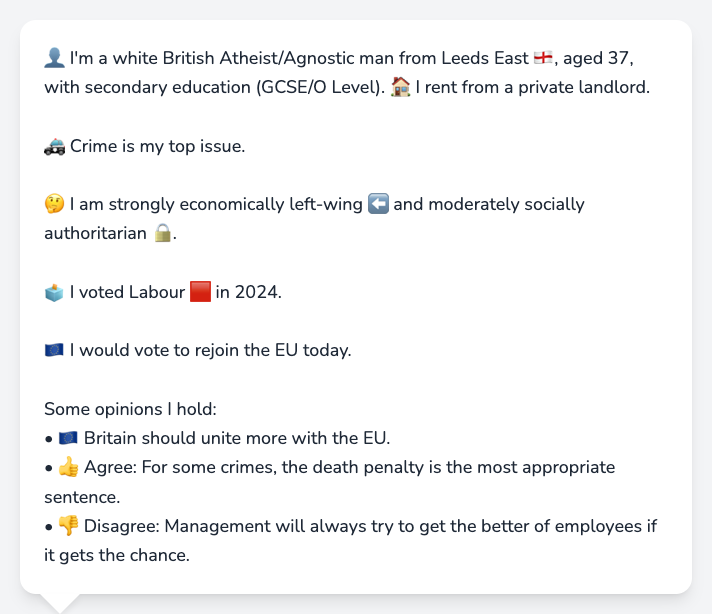 👤 I'm a white British Atheist/Agnostic man from Leeds East 🏴󠁧󠁢󠁥󠁮󠁧󠁿, aged 37,
with secondary education (GCSE/O Level). 🏠 I rent from a private landlord.
🚓 Crime is my top issue.
🤔 I am strongly economically left-wing ⬅️ and moderately socially
authoritarian 🔒.
🗳️ I voted Labour 🟥 in 2024.
🇪🇺 I would vote to rejoin the EU today.
Some opinions I hold:
• 🇪🇺 Britain should unite more with the EU.
• 👍 Agree: For some crimes, the death penalty is the most appropriate
sentence.
• 👎 Disagree: Management will always try to get the better of employees if
it gets the chance.